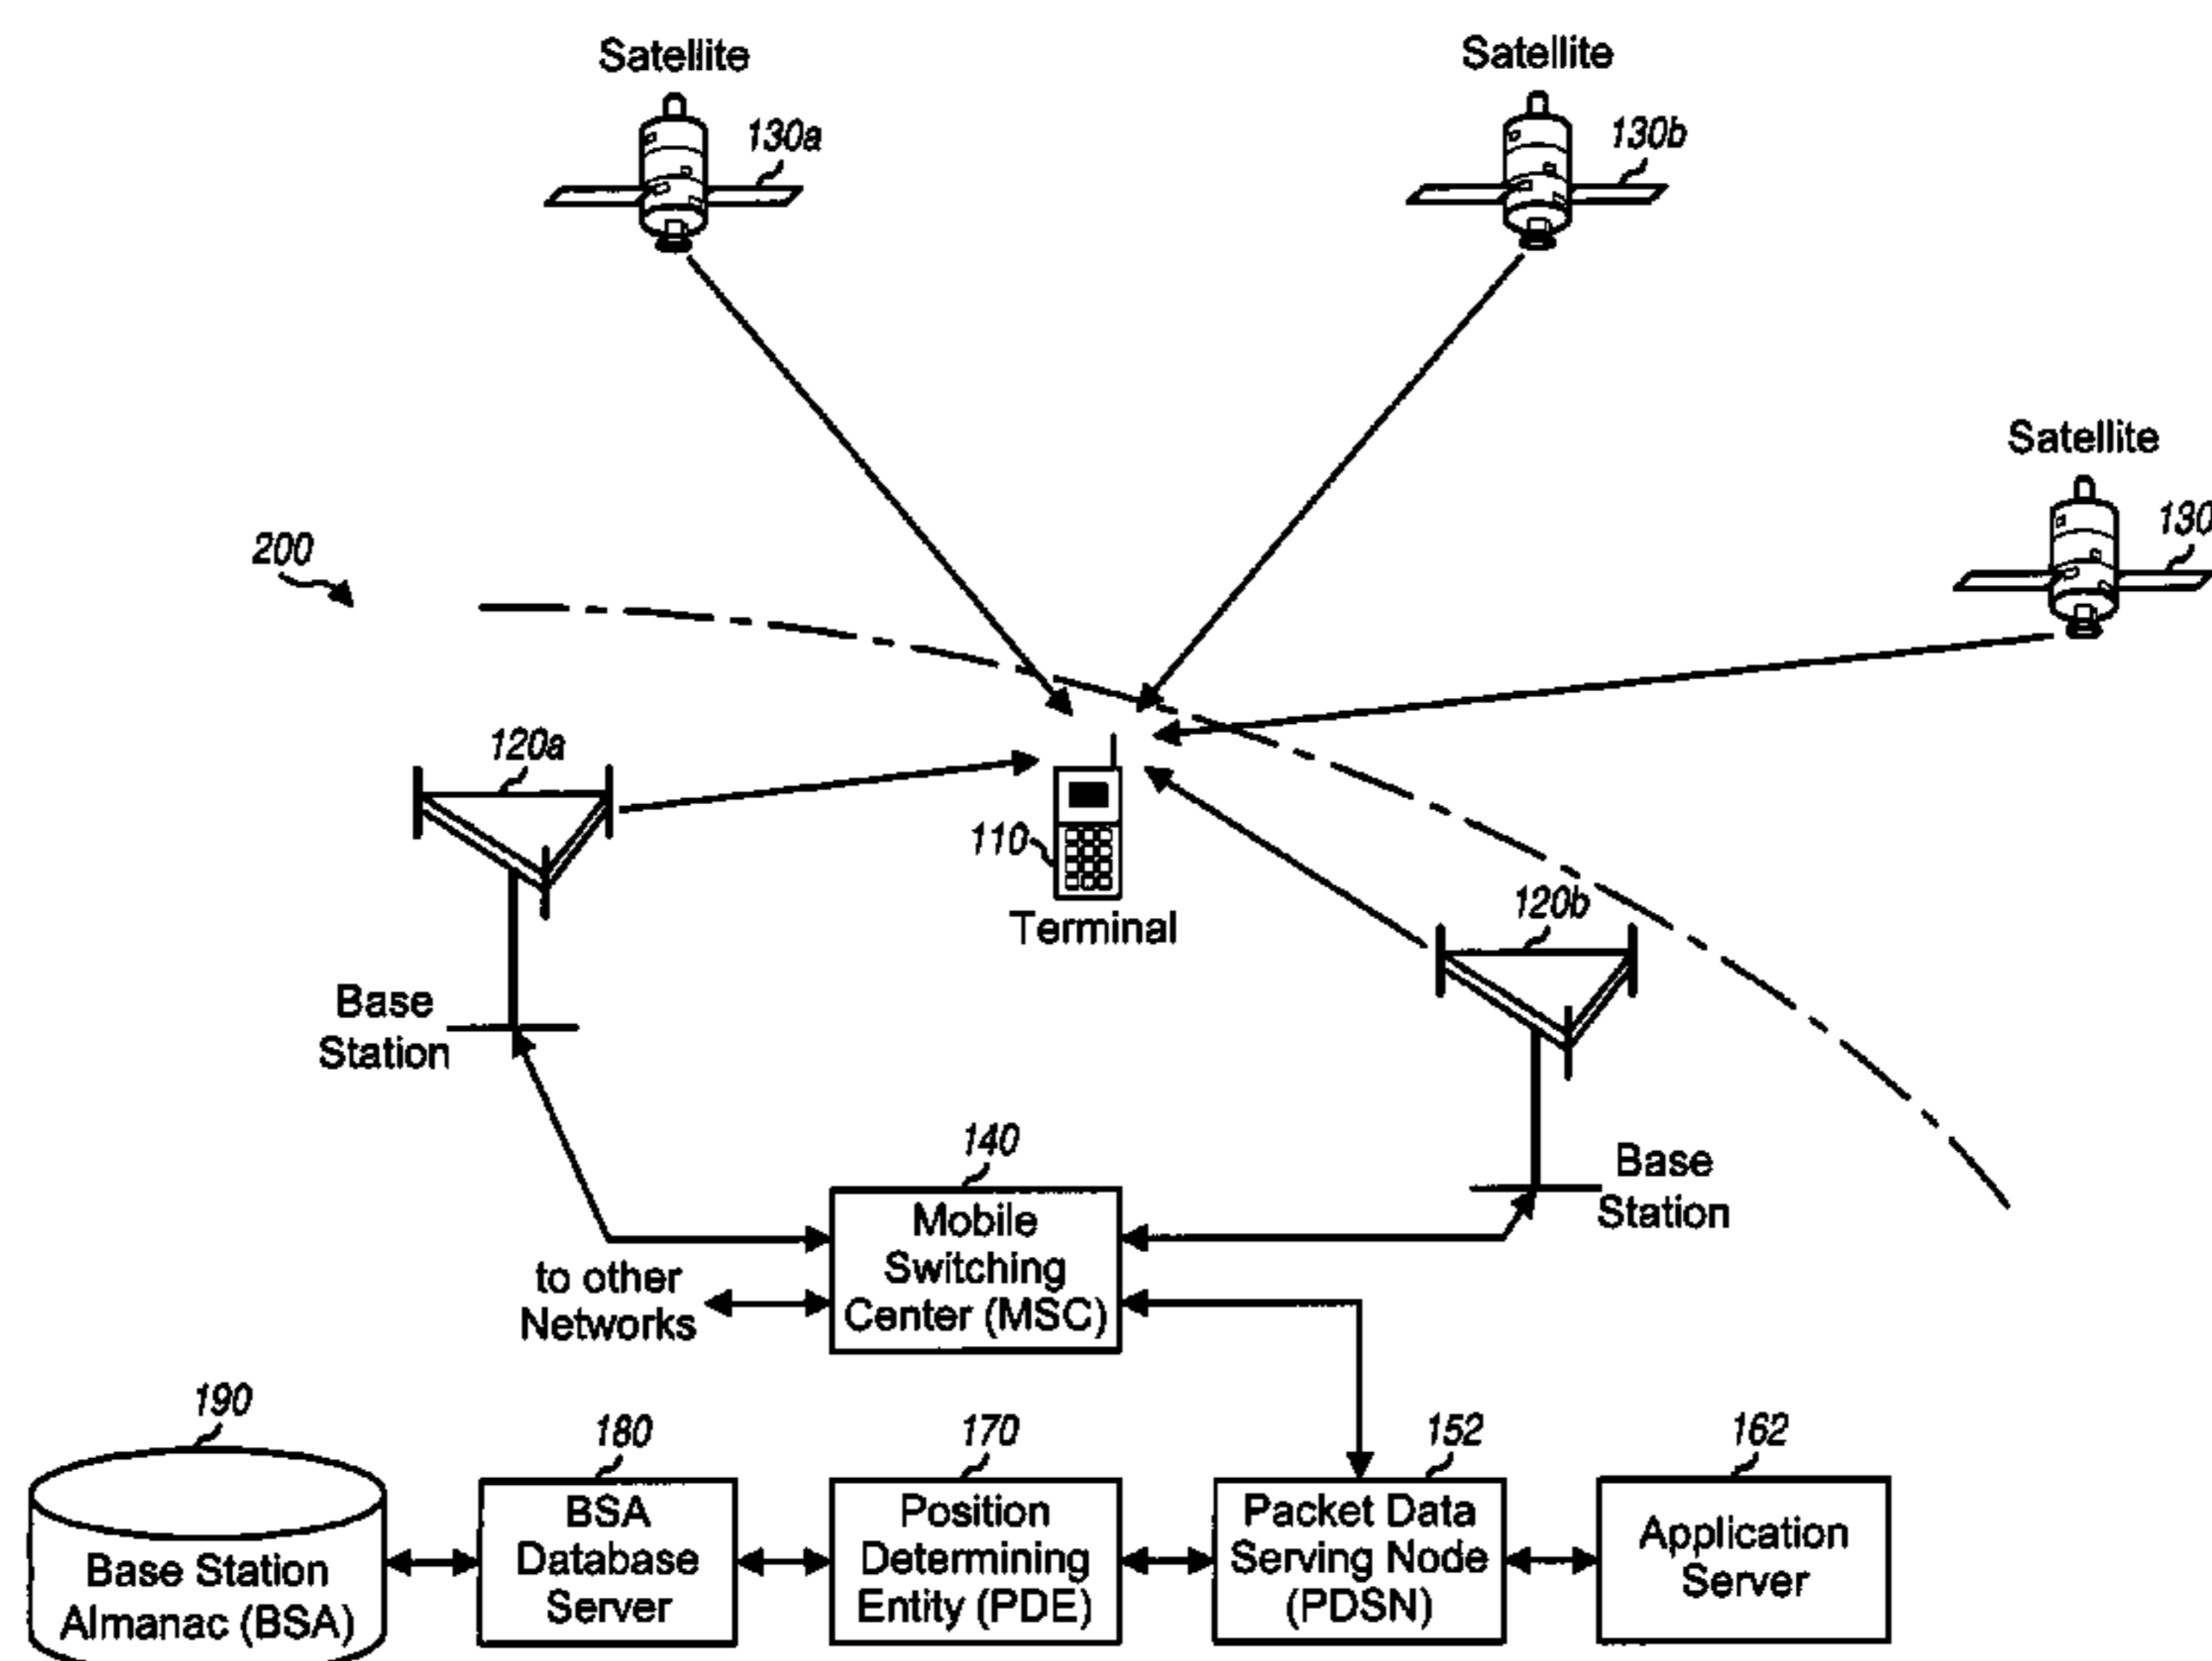 Satellite
Satellite
130a
130b
Satellite
130
200
120a
110
Terminal
120b
Base
Station
Base
Station
140
Mobile
Switching
Center (MSC)
to other
Networks
190
180
170
152
162
Base Station
Almanac (BSA)
BSA
Database
Server
Position
Determining
Entity (PDE)
Packet Data
Serving Node
(PDSN)
Application
Server